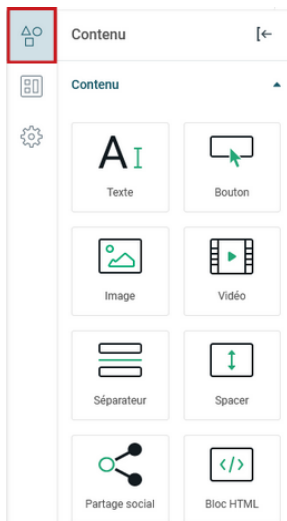 Contenu
Contenu
Texte
Bouton
Image
Vidéo
Séparateur
Spacer
Partage social
Bloc HTML